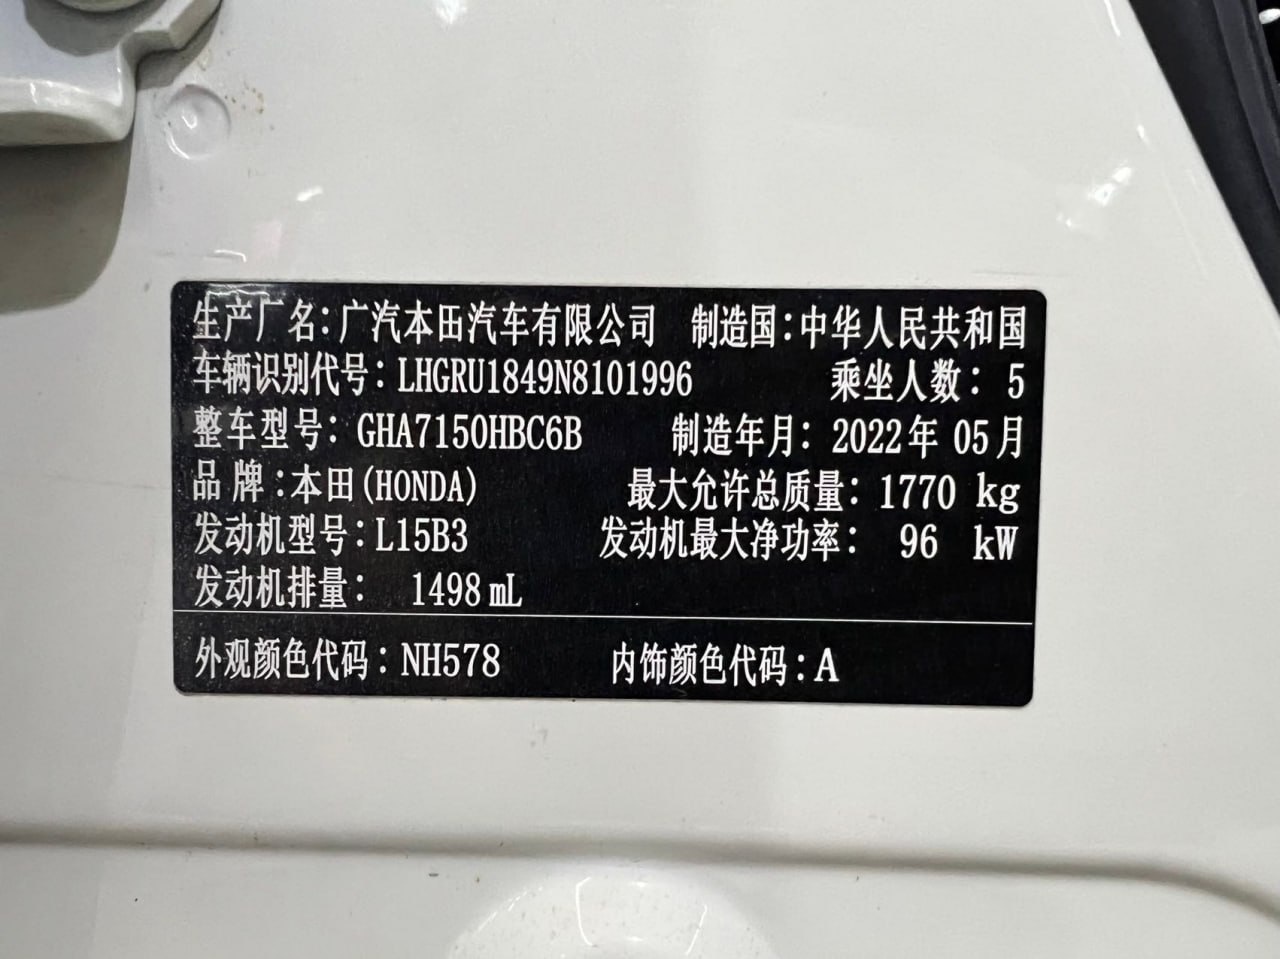 生产厂名：广汽本田汽车有限公司 制造国：中华人民共和国
车辆识别代号：LHGRU1849N8101996 乘坐人数：5
整车型号：GHA7150HBC6B 制造年月：2022年 05月
品 牌：本田(HONDA) 最大允许总质量：1770 kg
发动机型号：L15B3 发动机最大净功率：96 kW
发动机排量：1498 mL
外观颜色代码：NH578 内饰颜色代码：A